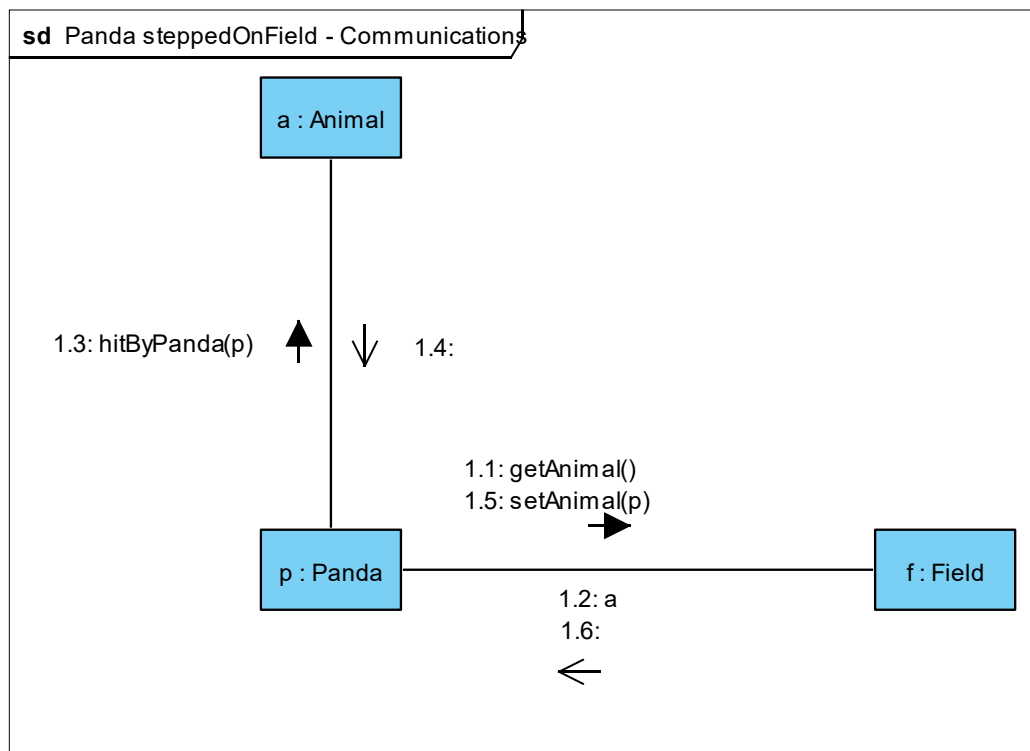 sd Panda steppedOnField - Communications
a : Animal
1.3: hitByPanda(p)
1.4:
1.1: getAnimal()
1.5: setAnimal(p)
p : Panda
f : Field
1.2: a
1.6: